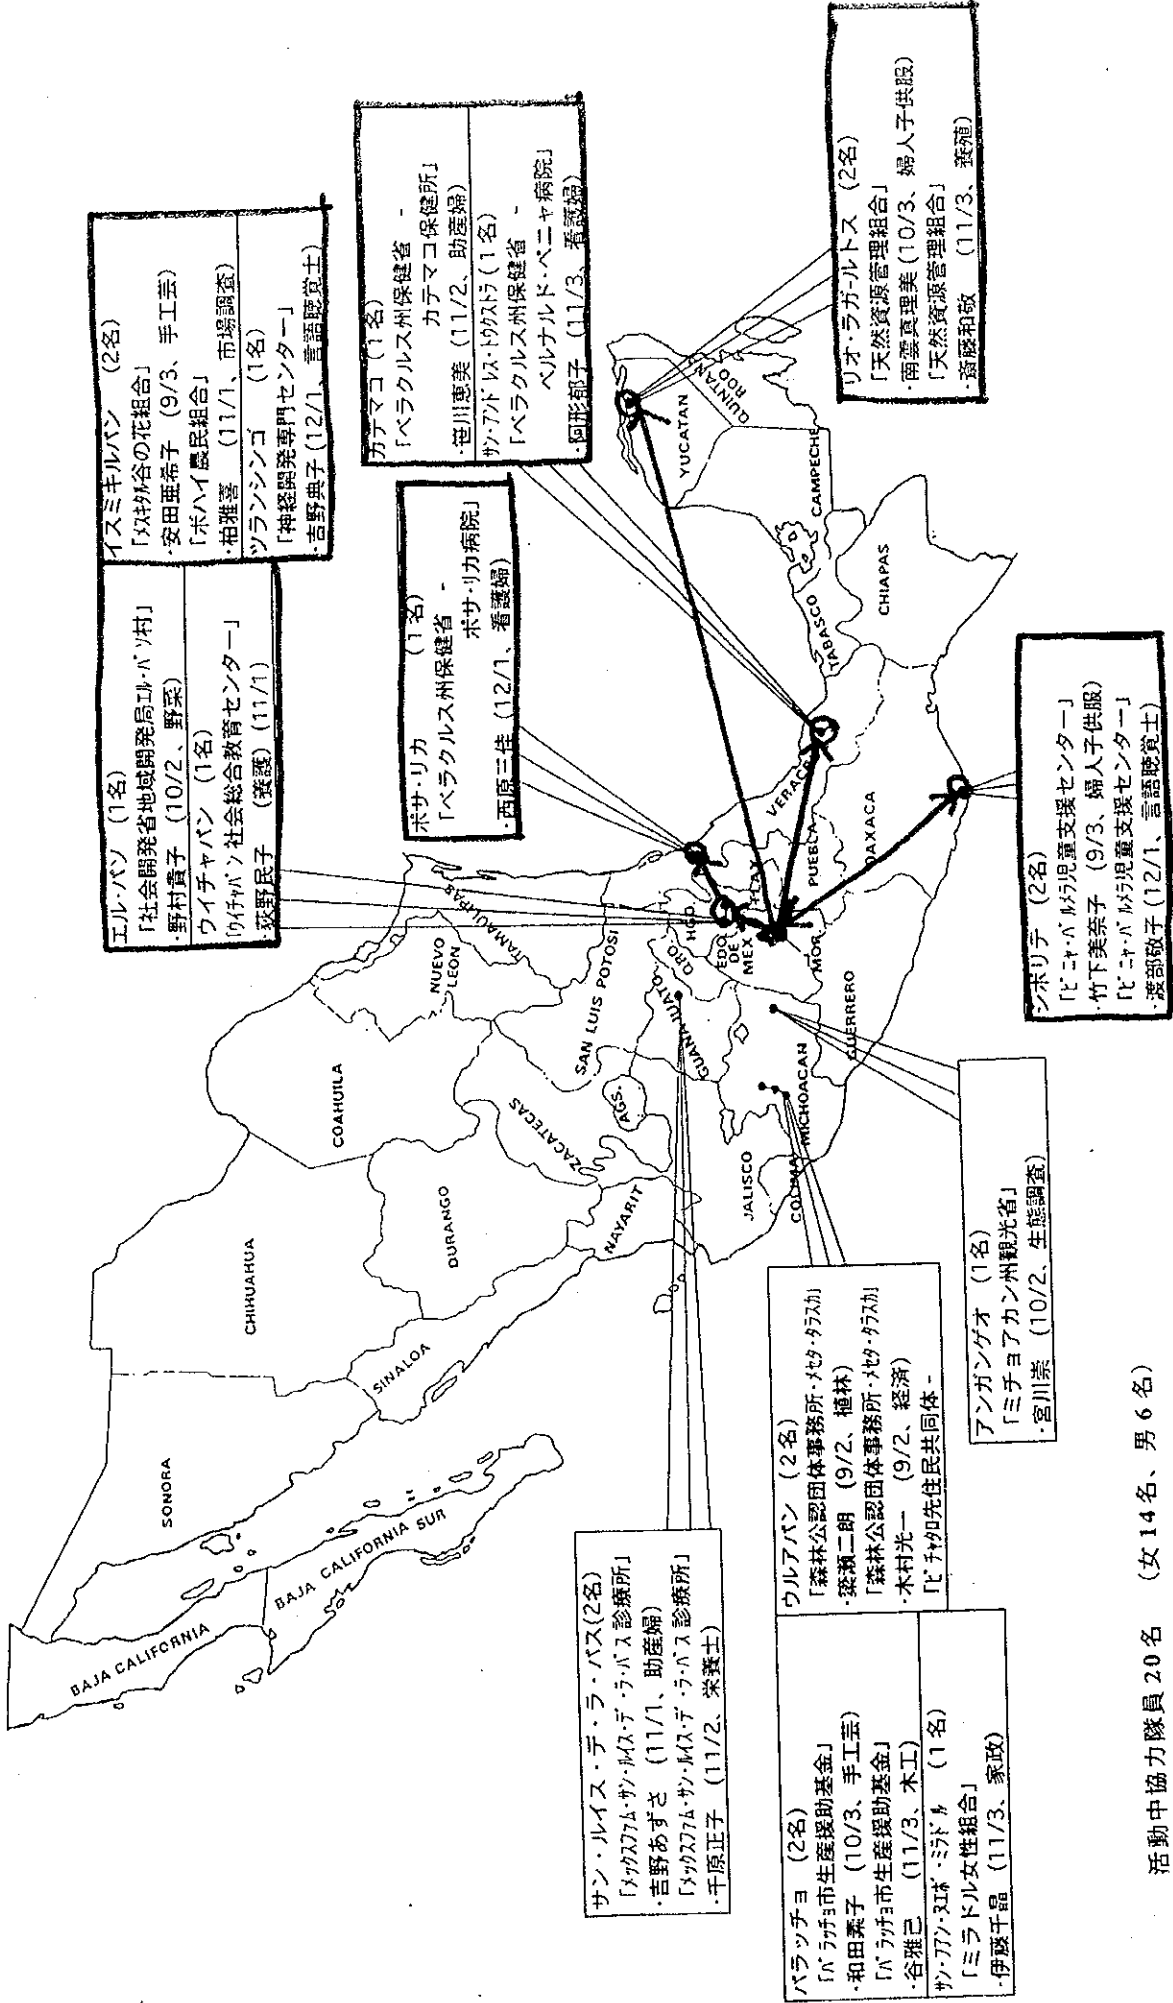 エル・パン (1名)
「社会開発省地域開発局エル・パン村」
・野村貴子 (10/2、野菜)
ウイチャパン (1名)
「ウイチャパン社会総合教育センター」
・荻野民子 (養護) (11/1)
イスミキルパン (2名)
「メスキタル谷の花組合」
・安田亜希子 (9/3、手工芸)
「ボハイ農民組合」
・柏雅喜 (11/1、市場調査)
ツランシンゴ (1名)
「神経開発専門センター」
・吉野典子 (12/1、言語聴覚士)
ポサ・リカ (1名)
「ベラクルス州保健省 -
ポサ・リカ病院」
・西原三佳 (12/1、看護婦)
カテマコ (1名)
「ベラクルス州保健省 -
カテマコ保健所」
・笹川恵美 (11/2、助産婦)
サン・アンドレス・トゥクストラ (1名)
「ベラクルス州保健省 -
ベルナルド・ペニャ病院」
・阿形郁子 (11/3、看護婦)
リオ・ラガールトス (2名)
「天然資源管理組合」
・南雲真理美 (10/3、婦人子供服)
「天然資源管理組合」
・斎藤和敬 (11/3、養殖)
シポリテ (2名)
「ピニャ・パルメラ児童支援センター」
・竹下美奈子 (9/3、婦人子供服)
「ピニャ・パルメラ児童支援センター」
・渡部敬子 (12/1、言語聴覚士)
アンガンゲオ (1名)
「ミチョアカン州観光省」
・宮川崇 (10/2、生態調査)
ウルアパン (2名)
「森林公認団体事務所・メセタ・タラスカ」
・簗瀬二朗 (9/2、植林)
「森林公認団体事務所・メセタ・タラスカ」
・木村光一 (9/2、経済)
「ピチャタロ先住民共同体 -
パラッチョ (2名)
「パラッチョ市生産援助基金」
・和田素子 (10/3、手工芸)
「パラッチョ市生産援助基金」
・谷雅己 (11/3、木工)
サン・フアン・ヌエボ・ミラドル (1名)
「ミラドル女性組合」
・伊藤千晶 (11/3、家政)
サン・ルイス・デ・ラ・パス(2名)
「メックスファム・サン・ルイス・デ・ラ・パス診療所」
・吉野あずさ (11/1、助産婦)
「メックスファム・サン・ルイス・デ・ラ・パス診療所」
・千原正子 (11/2、栄養士)
BAJA CALIFORNIA
BAJA CALIFORNIA SUR
SONORA
CHIHUAHUA
COAHUILA
NUEVO
LEON
TAMAULIPAS
SINALOA
DURANGO
ZACATECAS
SAN LUIS POTOSI
NAYARIT
AGS.
JALISCO
GUANAJUATO
QRO.
HGO.
COLIMA
MICHOACAN
EDO
DE
MEX
TLAX
MOR
PUEBLA
VERACR
GUERRERO
OAXACA
TABASCO
CHIAPAS
CAMPECHE
YUCATAN
QUINTAN
ROO
活動中協力隊員20名 (女14名、男6名)